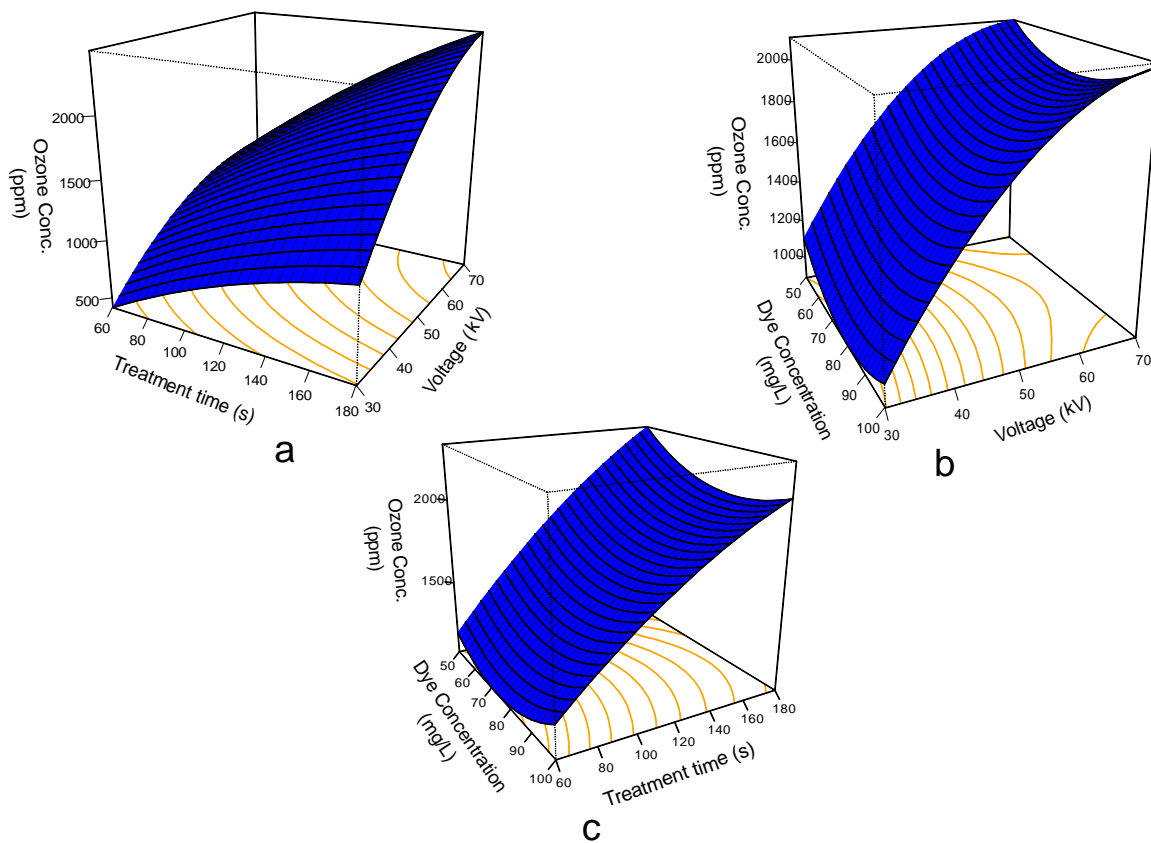 2000
1500
1000
500
Ozone Conc.
(ppm)
60
80
100
120
140
160
180
Treatment time (s)
30
40
50
60
70
Voltage (kV)
a
2000
1800
1600
1400
1200
1000
Ozone Conc.
(ppm)
50
60
70
80
90
100
Dye Concentration
(mg/L)
30
40
50
60
70
Voltage (kV)
b
2000
1500
Ozone Conc.
(ppm)
50
60
70
80
90
100
Dye Concentration
(mg/L)
60
80
100
120
140
160
180
Treatment time (s)
c